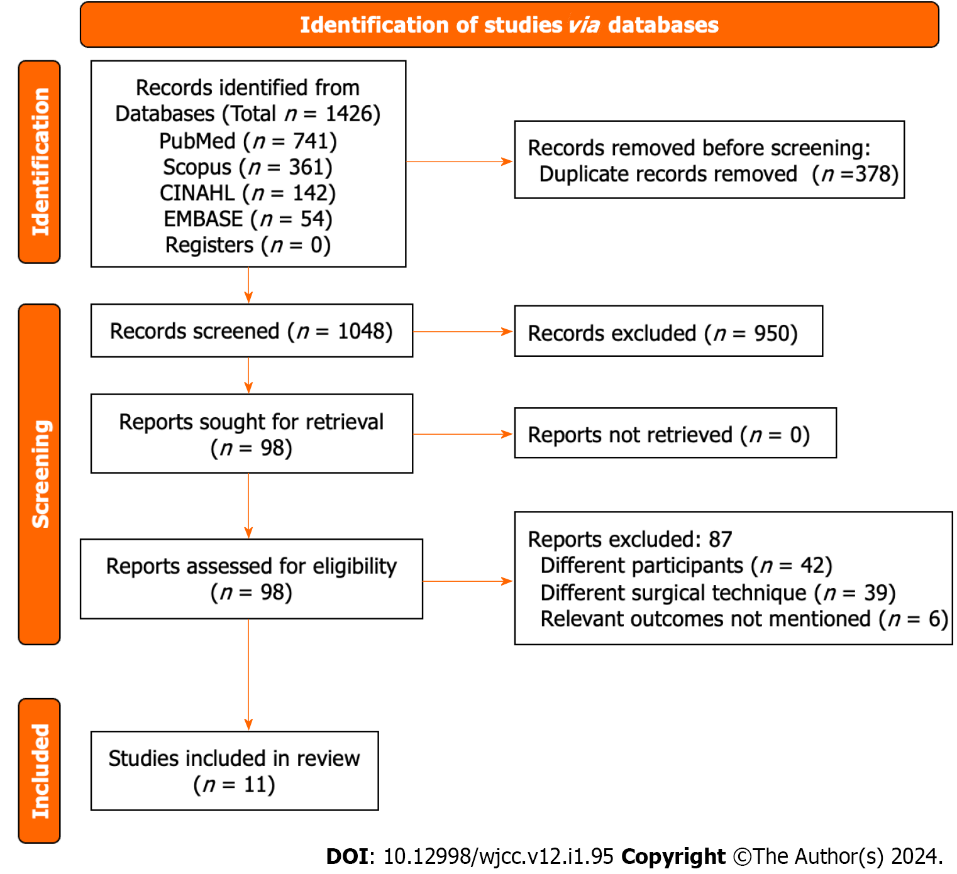 Identification of studies via databases
Identification
Records identified from
Databases (Total n = 1426)
PubMed (n = 741)
Scopus (n = 361)
CINAHL (n = 142)
EMBASE (n = 54)
Registers (n = 0)
Records removed before screening:
Duplicate records removed (n =378)
Screening
Records screened (n = 1048)
Records excluded (n = 950)
Reports sought for retrieval
(n = 98)
Reports not retrieved (n = 0)
Reports assessed for eligibility
(n = 98)
Reports excluded: 87
Different participants (n = 42)
Different surgical technique (n = 39)
Relevant outcomes not mentioned (n = 6)
Included
Studies included in review
(n = 11)
DOI: 10.12998/wjcc.v12.i1.95 Copyright ©The Author(s) 2024.